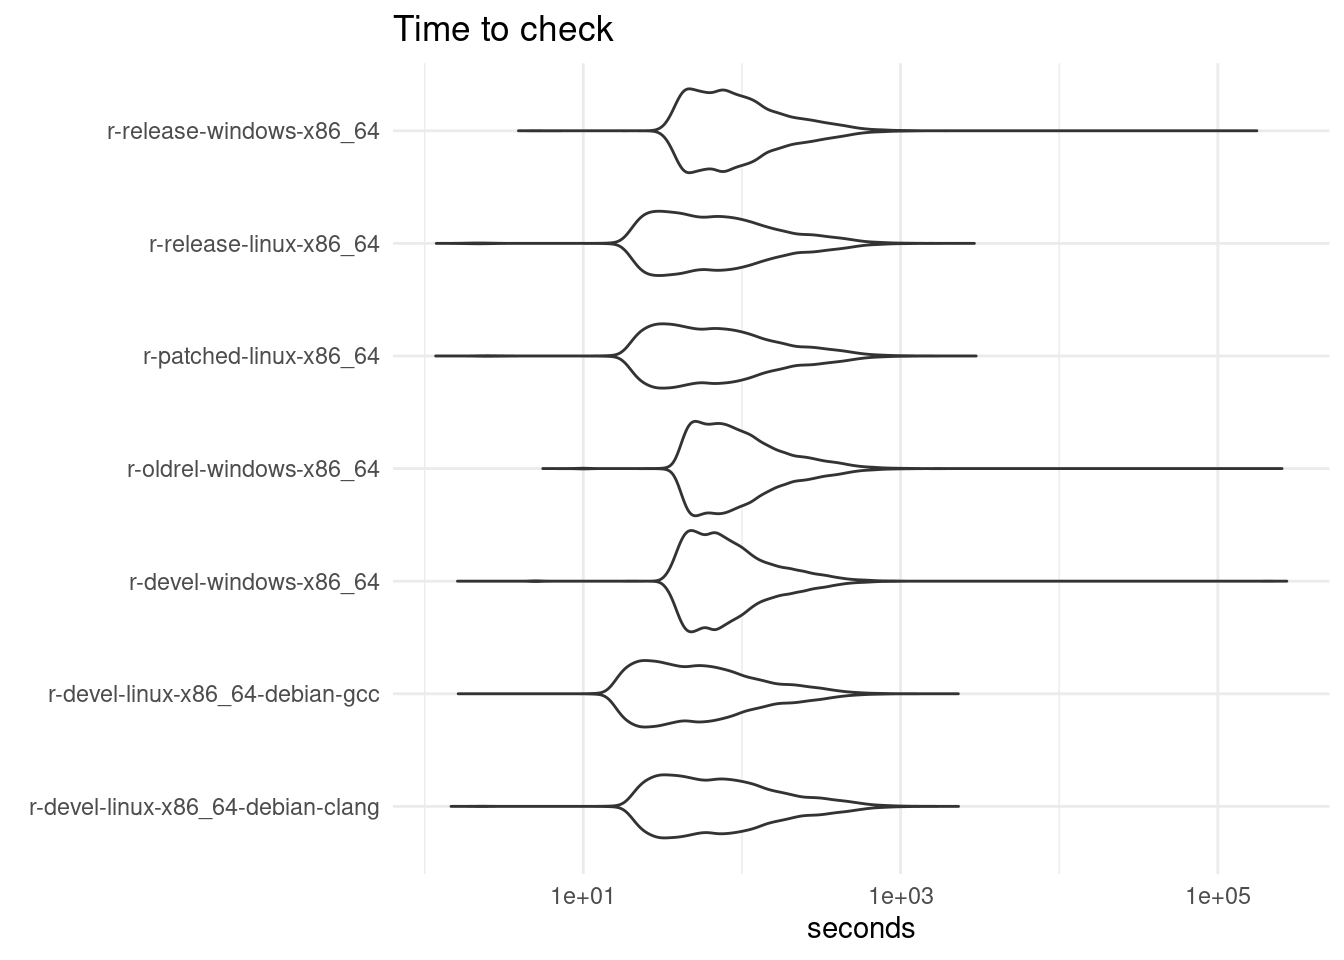 Time to check
r-release-windows-x86_64
r-release-linux-x86_64
r-patched-linux-x86_64
r-oldrel-windows-x86_64
r-devel-windows-x86_64
r-devel-linux-x86_64-debian-gcc
r-devel-linux-x86_64-debian-clang
1e+01 1e+03 1e+05
seconds